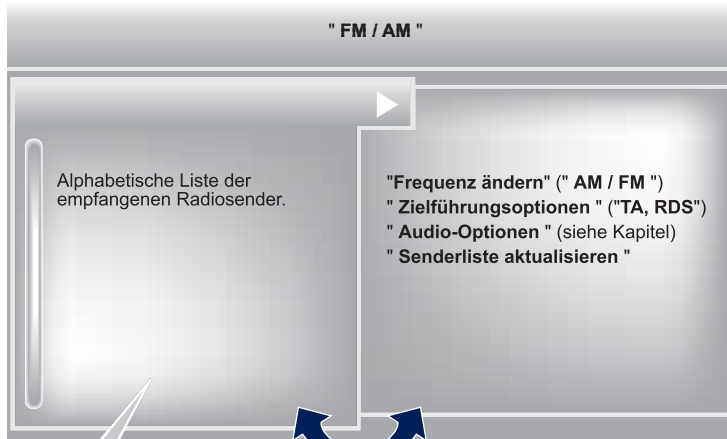 " FM / AM "
Alphabetische Liste der
empfangenen Radiosender.
"Frequenz ändern" (" AM / FM ")
" Zielführungsoptionen " ("TA, RDS")
" Audio-Optionen " (siehe Kapitel)
" Senderliste aktualisieren "